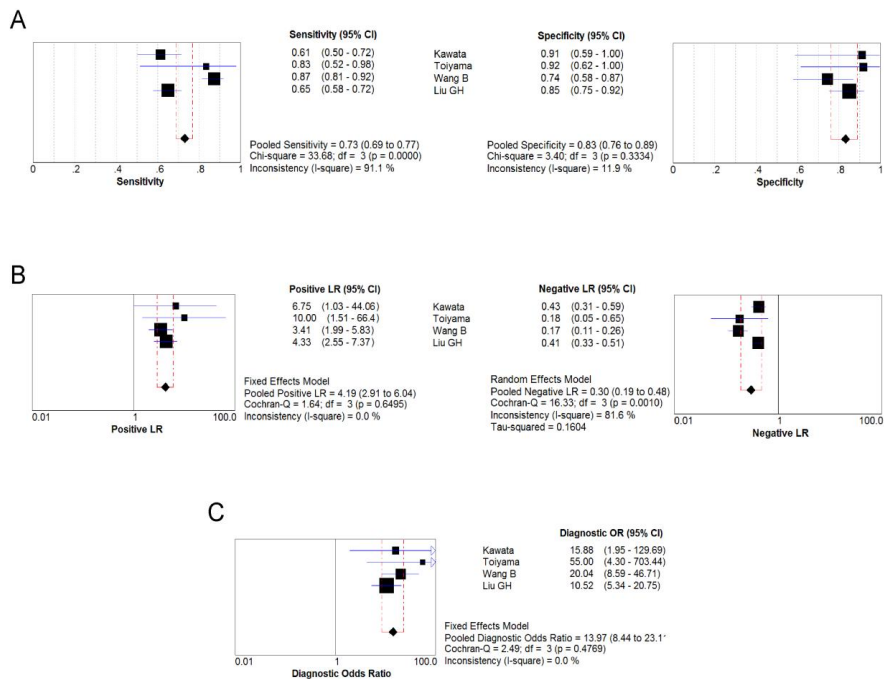 A
Sensitivity (95% CI)
0.61 (0.50 - 0.72)
0.83 (0.52 - 0.98)
0.87 (0.81 - 0.92)
0.65 (0.58 - 0.72)
Pooled Sensitivity = 0.73 (0.69 to 0.77)
Chi-square = 33.68; df = 3 (p = 0.0000)
Inconsistency (I-square) = 91.1 %
0 .2 .4 .6 .8 1
Sensitivity
Kawata
Toiyama
Wang B
Liu GH
Specificity (95% CI)
0.91 (0.59 - 1.00)
0.92 (0.62 - 1.00)
0.74 (0.58 - 0.87)
0.85 (0.75 - 0.92)
Pooled Specificity = 0.83 (0.76 to 0.89)
Chi-square = 3.40; df = 3 (p = 0.3334)
Inconsistency (I-square) = 11.9 %
0 .2 .4 .6 .8 1
Specificity
B
Positive LR (95% CI)
6.75 (1.03 - 44.06)
10.00 (1.51 - 66.4)
3.41 (1.99 - 5.83)
4.33 (2.55 - 7.37)
Fixed Effects Model
Pooled Positive LR = 4.19 (2.91 to 6.04)
Cochran-Q = 1.64; df = 3 (p = 0.6495)
Inconsistency (I-square) = 0.0 %
0.01 1 100.0
Positive LR
Kawata
Toiyama
Wang B
Liu GH
Negative LR (95% CI)
0.43 (0.31 - 0.59)
0.18 (0.05 - 0.65)
0.17 (0.11 - 0.26)
0.41 (0.33 - 0.51)
Random Effects Model
Pooled Negative LR = 0.30 (0.19 to 0.48)
Cochran-Q = 16.33; df = 3 (p = 0.0010)
Inconsistency (I-square) = 81.6 %
Tau-squared = 0.1604
0.01 1 100.0
Negative LR
C
Diagnostic OR (95% CI)
Kawata 15.88 (1.95 - 129.69)
Toiyama 55.00 (4.30 - 703.44)
Wang B 20.04 (8.59 - 46.71)
Liu GH 10.52 (5.34 - 20.75)
Fixed Effects Model
Pooled Diagnostic Odds Ratio = 13.97 (8.44 to
Cochran-Q = 2.49; df = 3 (p = 0.4769)
Inconsistency (I-square) = 0.0 %
0.01 1 100.0
Diagnostic Odds Ratio